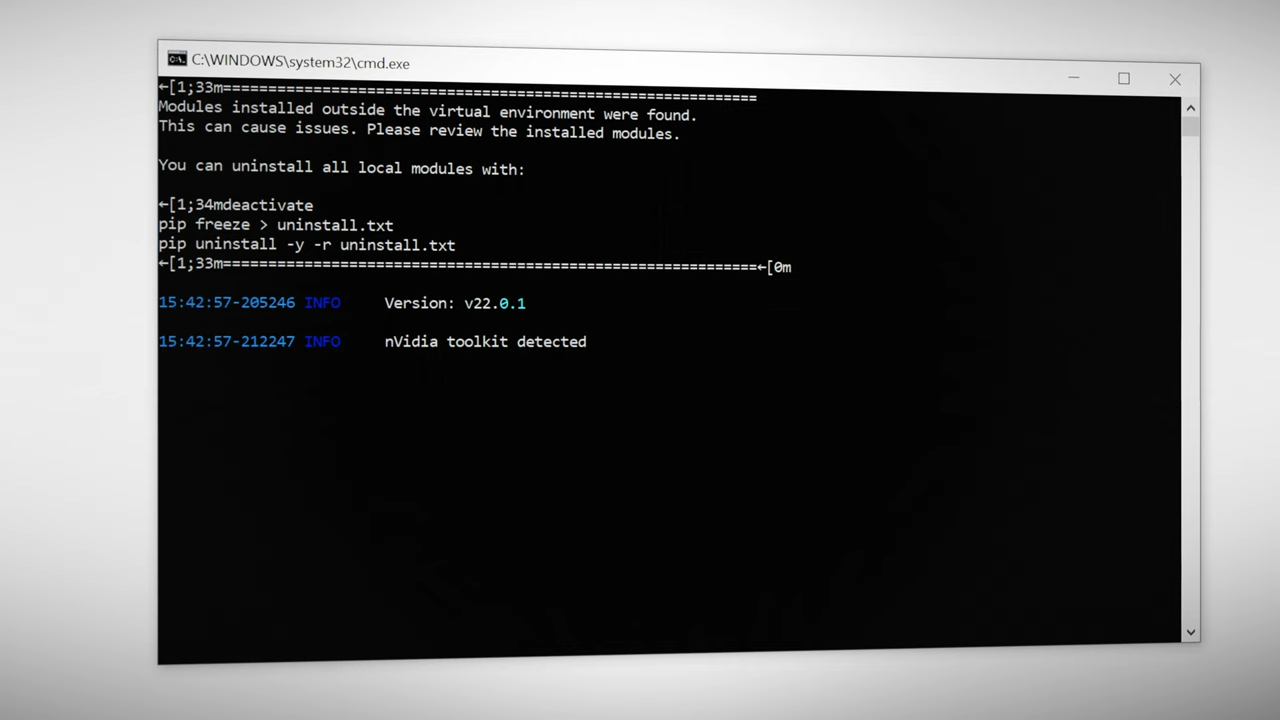 C:\WINDOWS\system32\cmd.exe
←[1;33m============================================================
Modules installed outside the virtual environment were found.
This can cause issues. Please review the installed modules.
You can uninstall all local modules with:
←[1;34mdeactivate
pip freeze > uninstall.txt
pip uninstall -y -r uninstall.txt
←[1;33m============================================================←[0m
15:42:57-205246 INFO Version: v22.0.1
15:42:57-212247 INFO nVidia toolkit detected